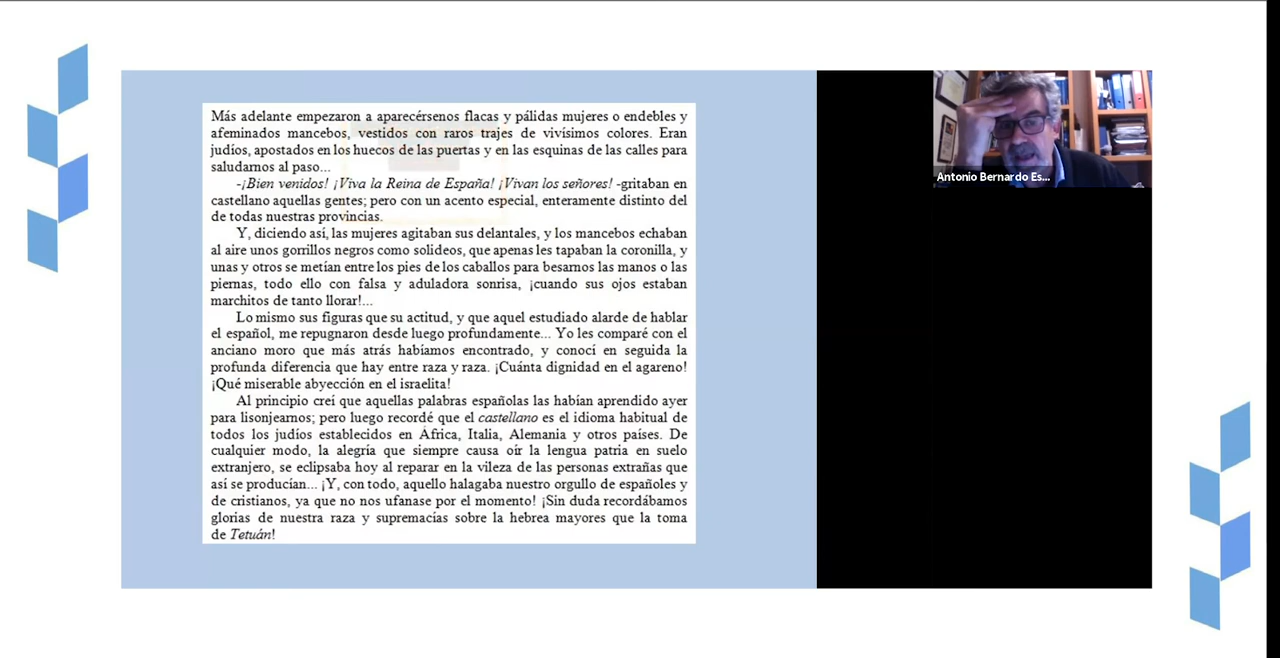 Más adelante empezaron a aparecérsenos flacas y pálidas mujeres o endebles y
afeminados mancebos, vestidos con raros trajes de vivísimos colores. Eran
judíos, apostados en los huecos de las puertas y en las esquinas de las calles para
saludarnos al paso...
-¡Bien venidos! ¡Viva la Reina de España! ¡Vivan los señores! -gritaban en
castellano aquellas gentes; pero con un acento especial, enteramente distinto del
de todas nuestras provincias.
Y, diciendo así, las mujeres agitaban sus delantales, y los mancebos echaban
al aire unos gorrillos negros como solideos, que apenas les tapaban la coronilla, y
unas y otros se metían entre los pies de los caballos para besarnos las manos o las
piernas, todo ello con falsa y aduladora sonrisa, ¡cuando sus ojos estaban
marchitos de tanto llorar!...
Lo mismo sus figuras que su actitud, y que aquel estudiado alarde de hablar
el español, me repugnaron desde luego profundamente... Yo les comparé con el
anciano moro que más atrás habíamos encontrado, y conocí en seguida la
profunda diferencia que hay entre raza y raza. ¡Cuánta dignidad en el agareno!
¡Qué miserable abyección en el israelita!
Al principio creí que aquellas palabras españolas las habían aprendido ayer
para lisonjearnos; pero luego recordé que el castellano es el idioma habitual de
todos los judíos establecidos en África, Italia, Alemania y otros países. De
cualquier modo, la alegría que siempre causa oír la lengua patria en suelo
extranjero, se eclipsaba hoy al reparar en la vileza de las personas extrañas que
así se producían... ¡Y, con todo, aquello halagaba nuestro orgullo de españoles y
de cristianos, ya que no nos ufanase por el momento! ¡Sin duda recordábamos
glorias de nuestra raza y supremacías sobre la hebrea mayores que la toma
de Tetuán!
Antonio Bernardo Es...